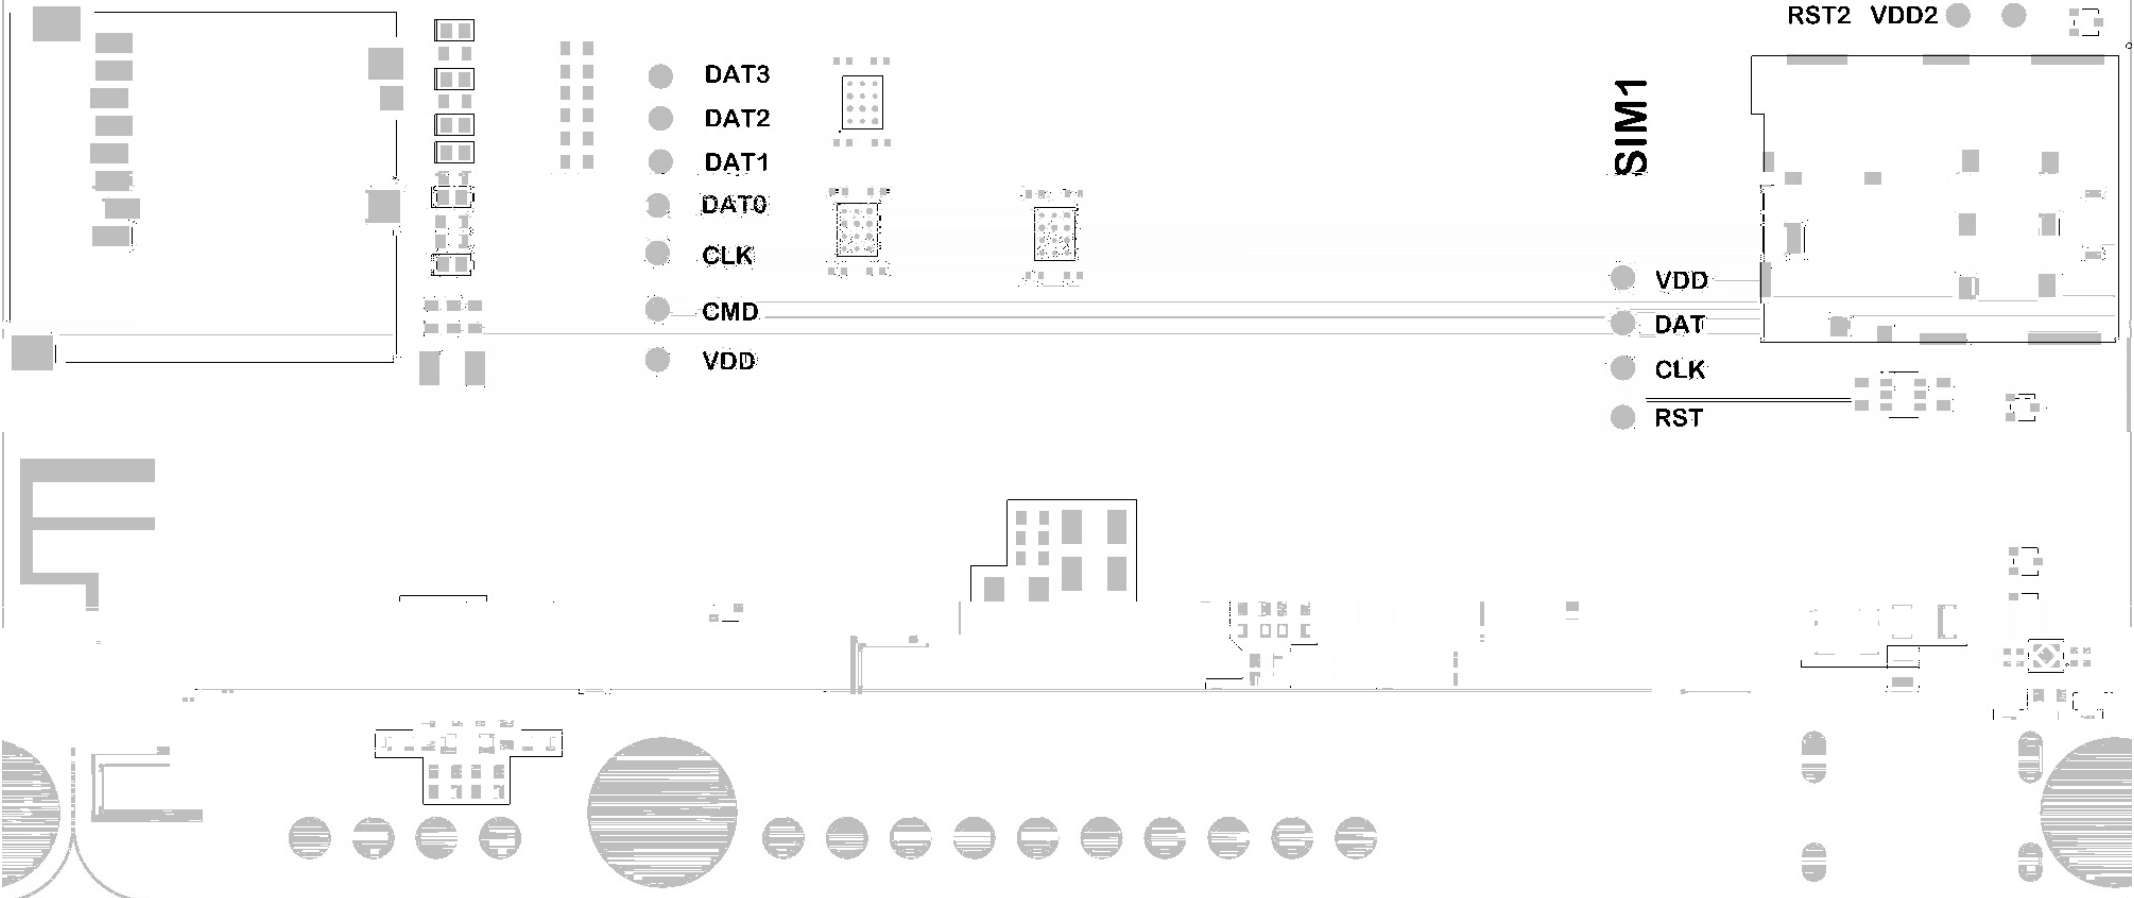 RST2 VDD2
DAT3
DAT2
DAT1
DAT0
CLK
CMD
VDD
SIM1
VDD
DAT
CLK
RST